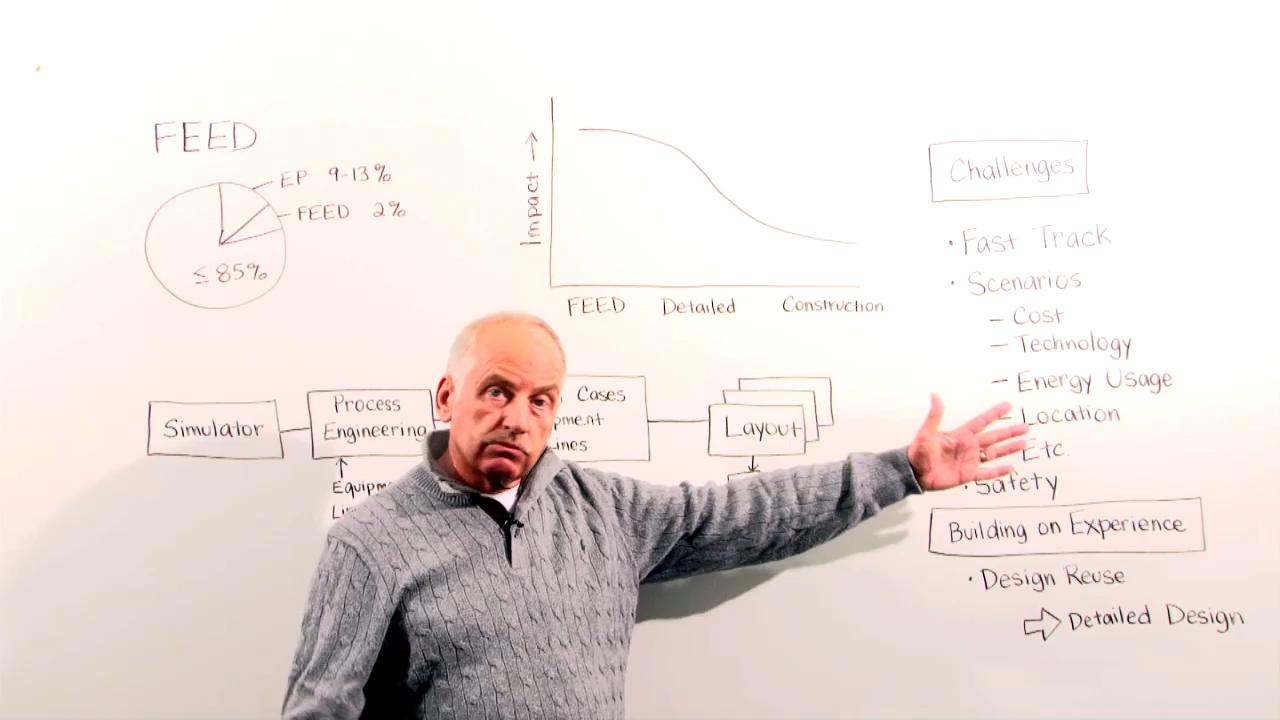 FEED
EP 9-13%
FEED 2%
≤ 85%
Impact →
FEED Detailed Construction
Simulator
Process
Engineering
Cases
Layout
Challenges
· Fast Track
· Scenarios
– Cost
– Technology
– Energy Usage
– Location
Etc.
· Safety
Building on Experience
· Design Reuse
⇨ Detailed Design